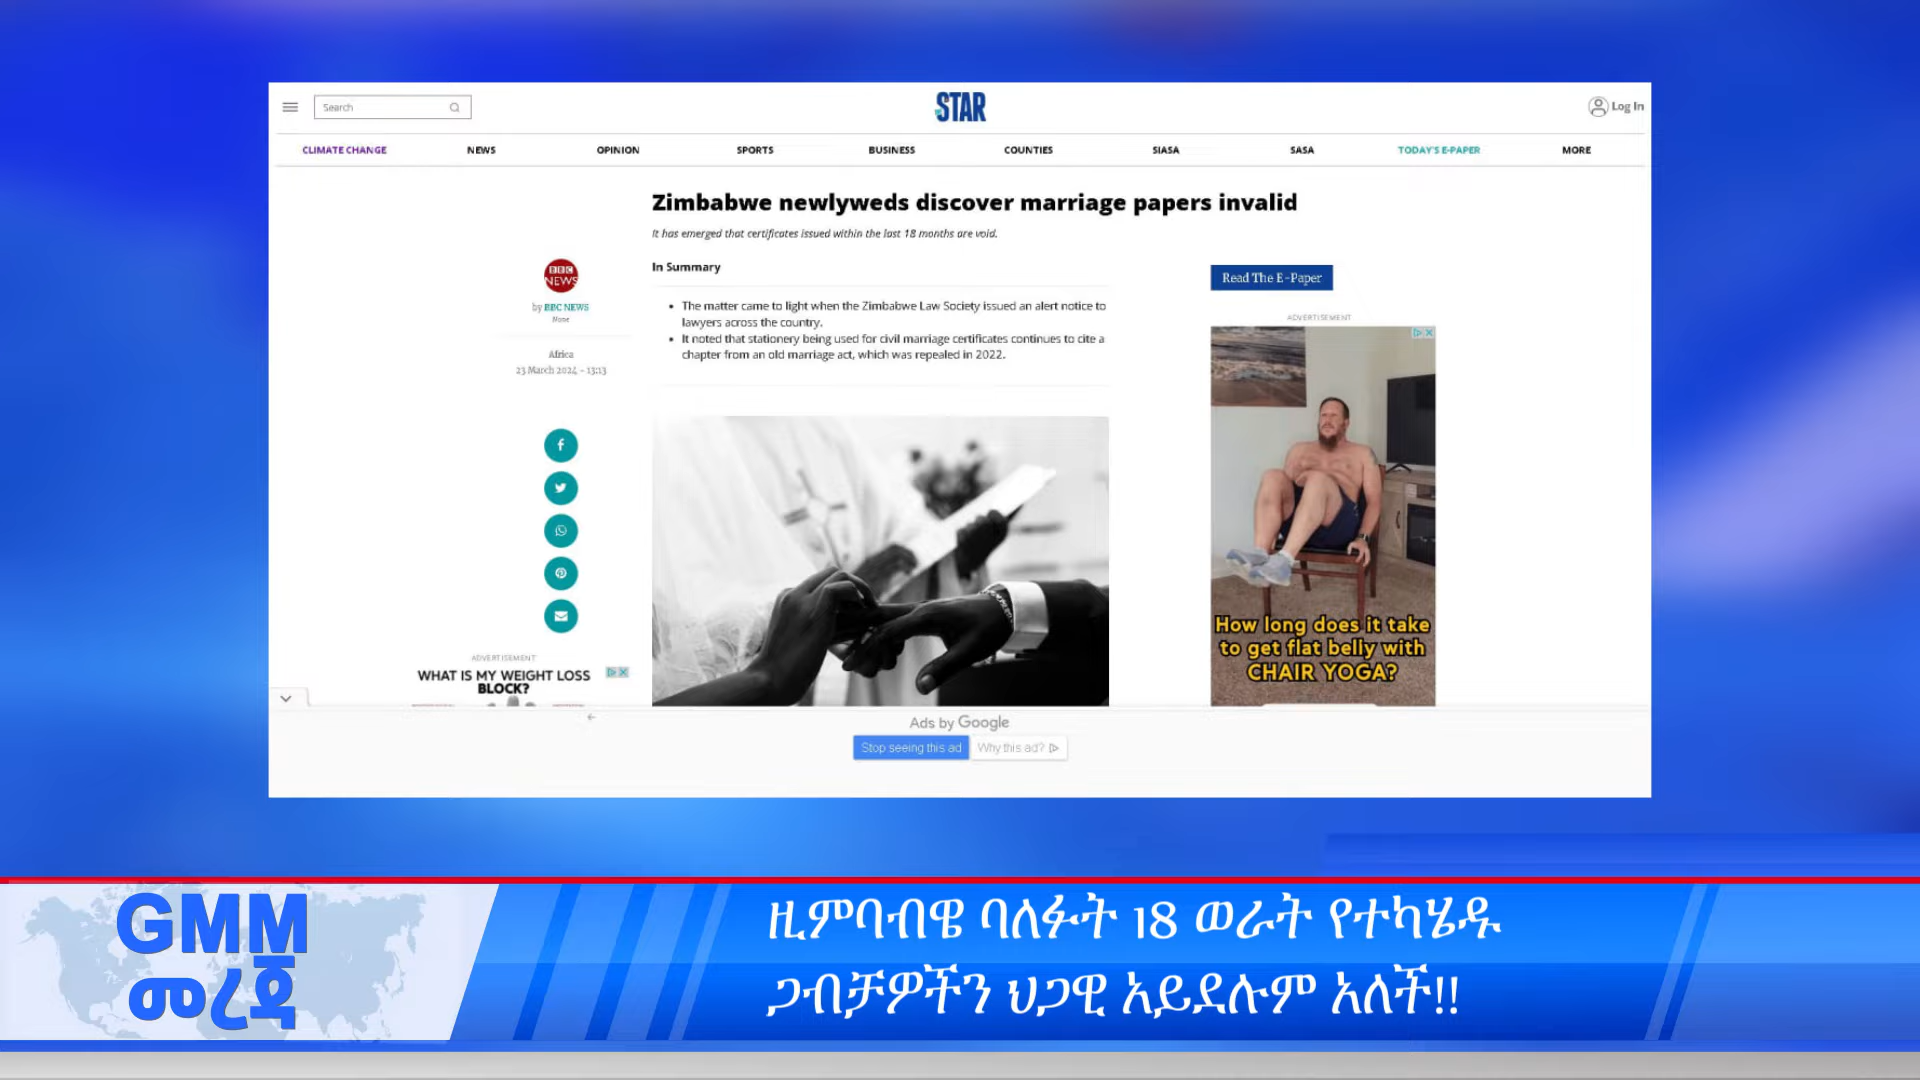 Search
STAR
Log In
CLIMATE CHANGE
NEWS
OPINION
SPORTS
BUSINESS
COUNTIES
SIASA
SASA
TODAY'S E-PAPER
MORE
Zimbabwe newlyweds discover marriage papers invalid
It has emerged that certificates issued within the last 18 months are void.
BBC
NEWS
by BBC NEWS
None
Africa
23 March 2024 - 13:13
In Summary
• The matter came to light when the Zimbabwe Law Society issued an alert notice to
lawyers across the country.
• It noted that stationery being used for civil marriage certificates continues to cite a
chapter from an old marriage act, which was repealed in 2022.
Read The E-Paper
ADVERTISEMENT
How long does it take
to get flat belly with
CHAIR YOGA?
ADVERTISEMENT
WHAT IS MY WEIGHT LOSS
BLOCK?
Ads by Google
Stop seeing this ad
Why this ad?
GMM
መረጃ
ዚምባብዌ ባለፉት 18 ወራት የተካሄዱ
ጋብቻዎችን ህጋዊ አይደሉም አለች!!